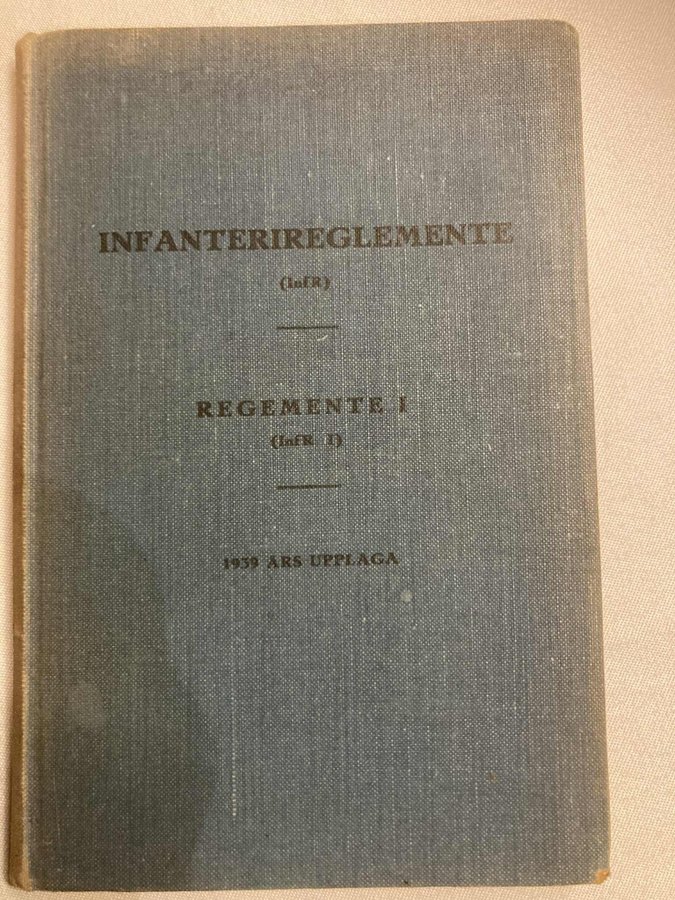 INFANTERIREGLEMENTE
(InfR)
REGEMENTE I
(InfR I)
1939 ÅRS UPPLAGA